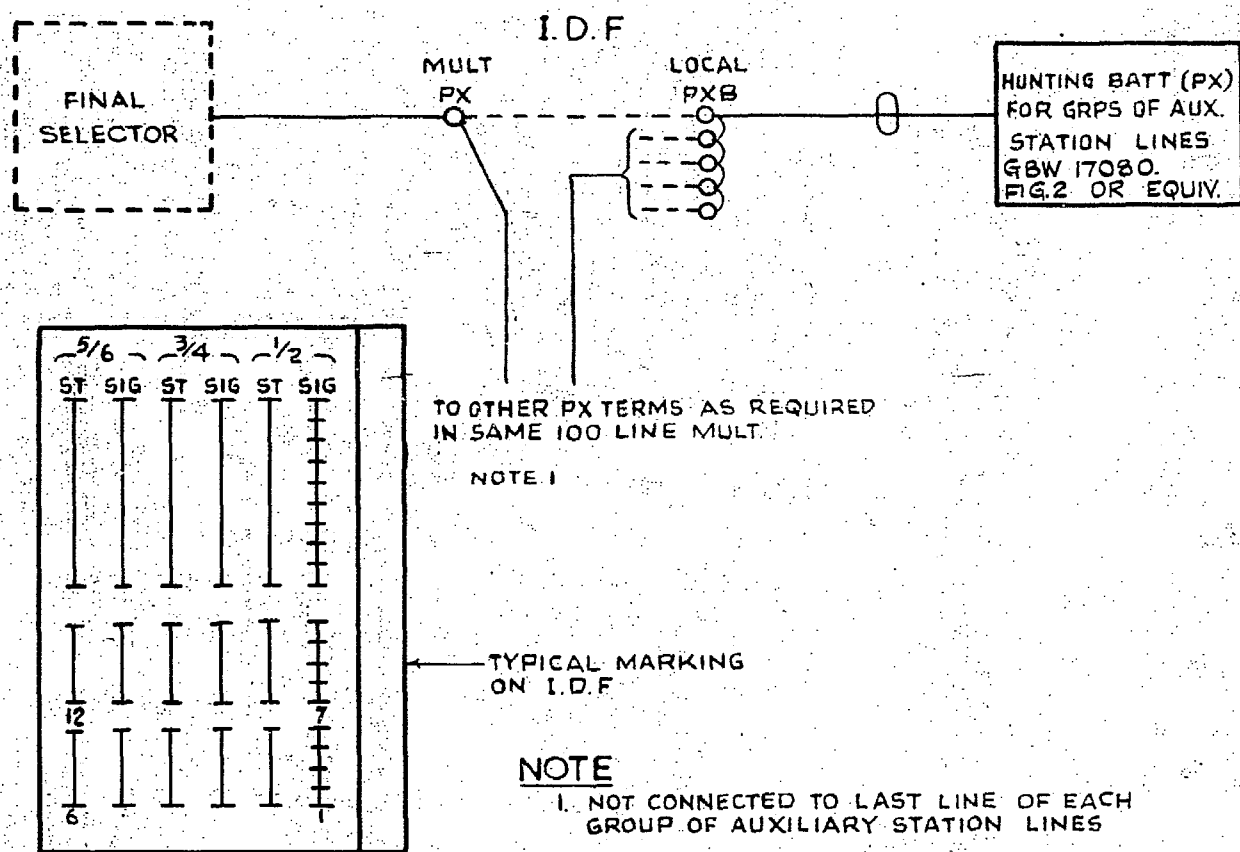 I.D.F
FINAL
SELECTOR
MULT
PX
LOCAL
PXB
HUNTING BATT (PX)
FOR GRPS OF AUX.
STATION LINES
GBW 17080.
FIG.2 OR EQUIV.
5/6 3/4 1/2
ST SIG ST SIG ST SIG
12 7
6 1
TO OTHER PX TERMS AS REQUIRED
IN SAME 100 LINE MULT.
NOTE 1
TYPICAL MARKING
ON I.D.F
NOTE
1. NOT CONNECTED TO LAST LINE OF EACH
GROUP OF AUXILIARY STATION LINES